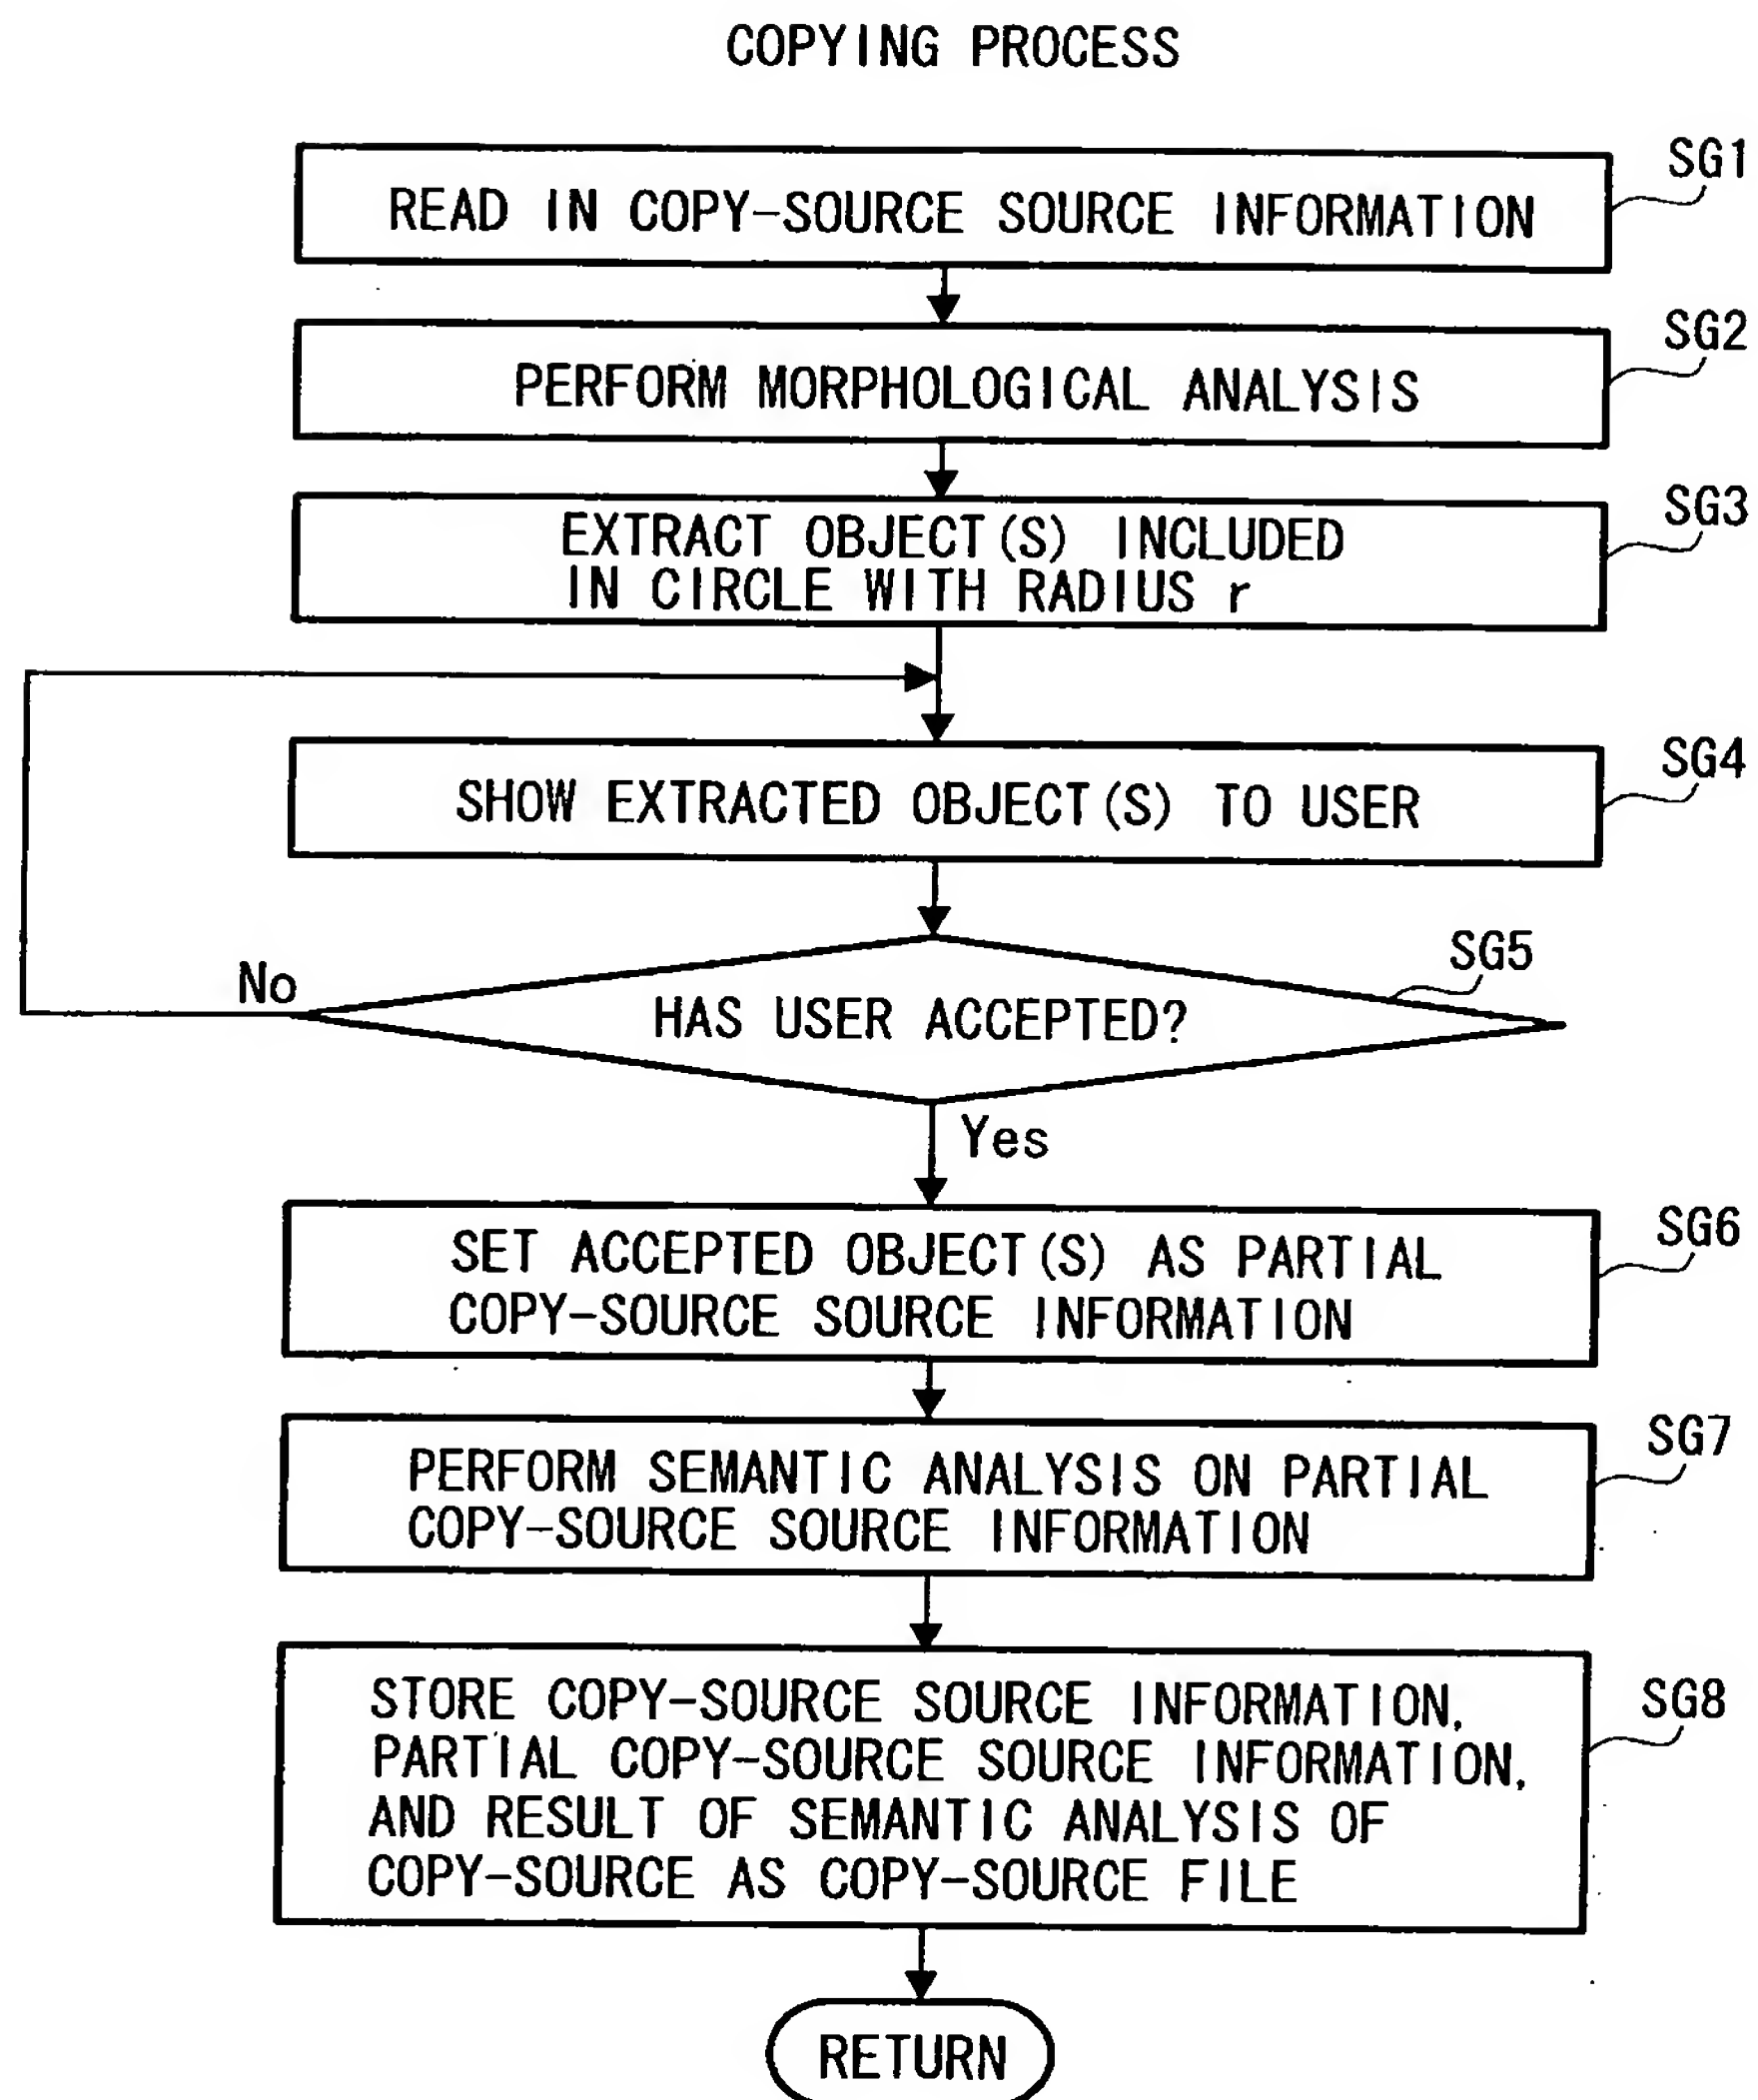 COPYING PROCESS
SG1
READ IN COPY-SOURCE SOURCE INFORMATION
SG2
PERFORM MORPHOLOGICAL ANALYSIS
SG3
EXTRACT OBJECT(S) INCLUDED
IN CIRCLE WITH RADIUS r
SG4
SHOW EXTRACTED OBJECT(S) TO USER
SG5
No
HAS USER ACCEPTED?
Yes
SG6
SET ACCEPTED OBJECT(S) AS PARTIAL
COPY-SOURCE SOURCE INFORMATION
SG7
PERFORM SEMANTIC ANALYSIS ON PARTIAL
COPY-SOURCE SOURCE INFORMATION
SG8
STORE COPY-SOURCE SOURCE INFORMATION,
PARTIAL COPY-SOURCE SOURCE INFORMATION,
AND RESULT OF SEMANTIC ANALYSIS OF
COPY-SOURCE AS COPY-SOURCE FILE
RETURN